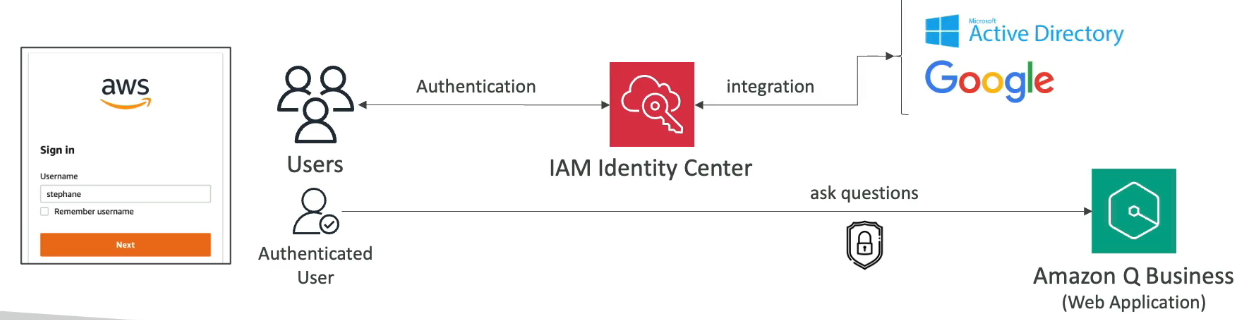 aws
Sign in
Username
stephane
Remember username
Next
Users
Authentication
IAM Identity Center
integration
Microsoft
Active Directory
Google
Authenticated
User
ask questions
Amazon Q Business
(Web Application)